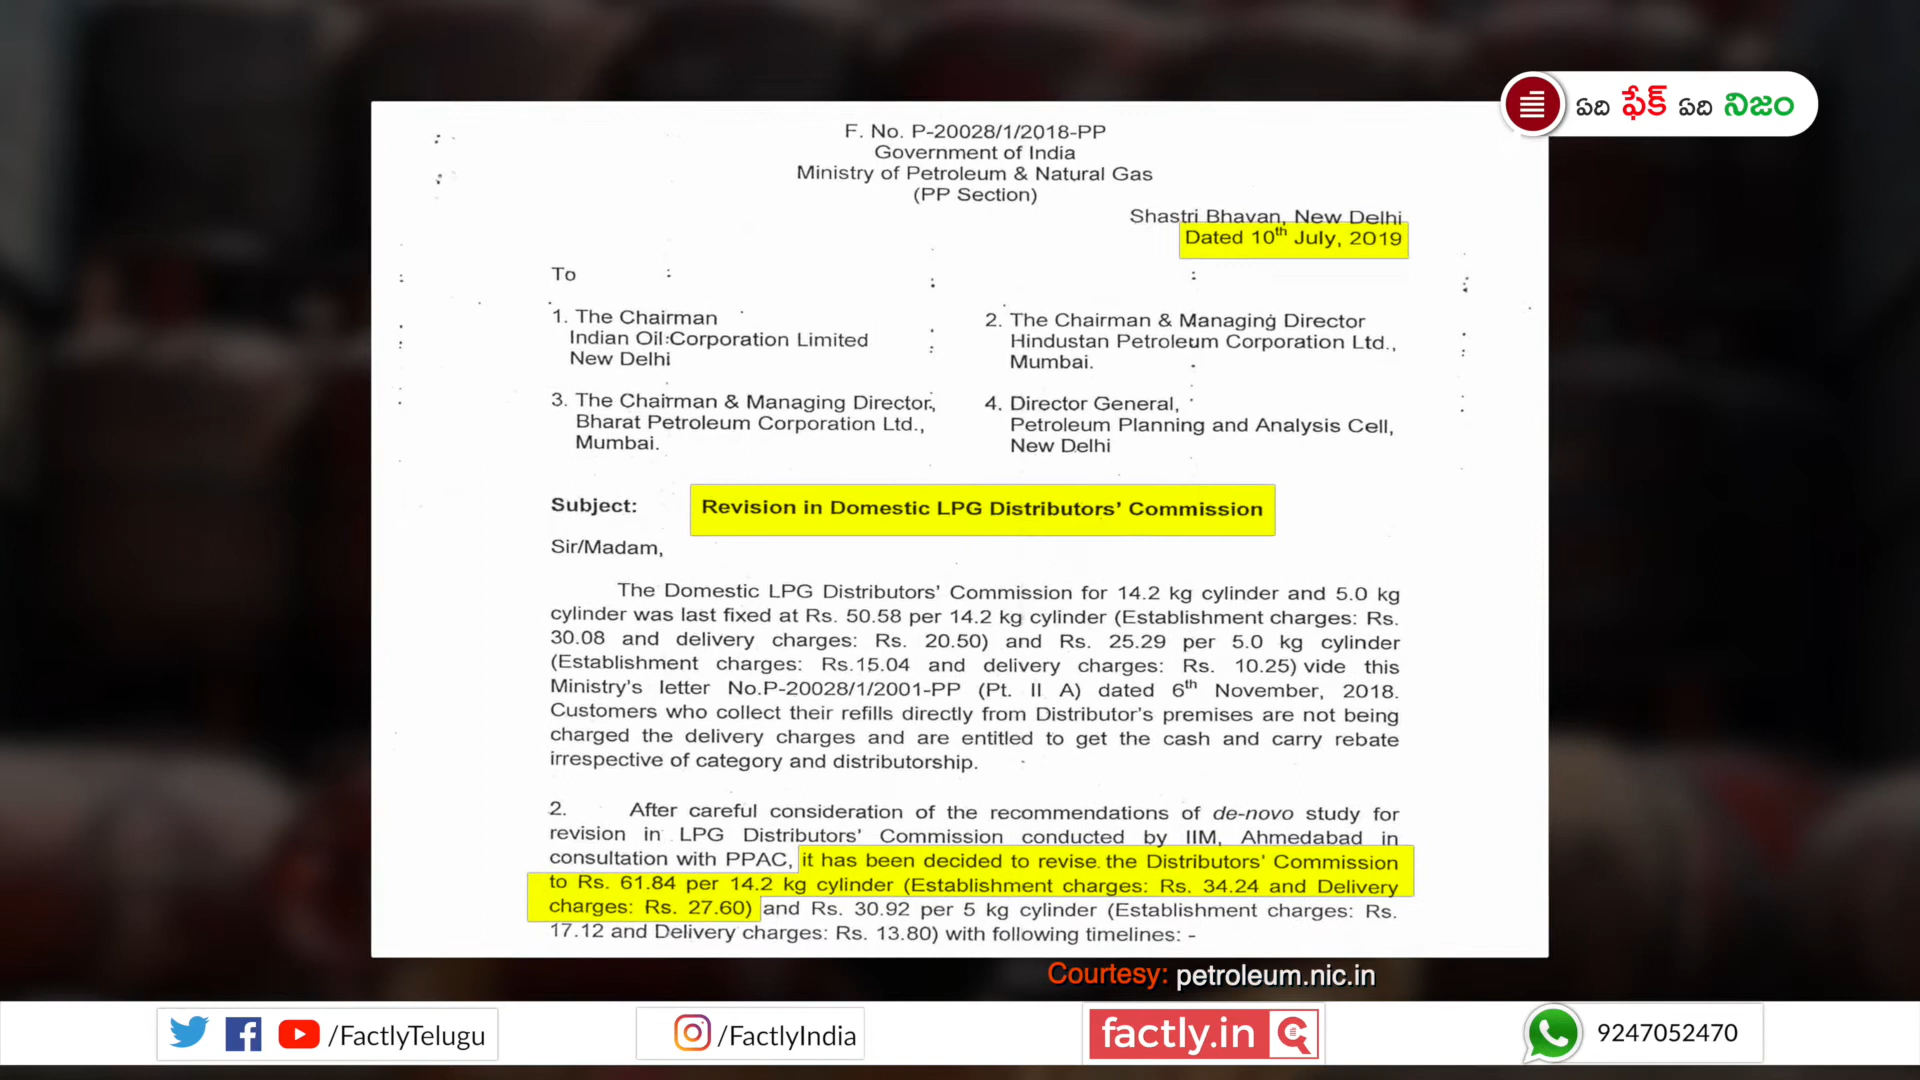 ఏది ఫేక్ ఏది నిజం
F. No. P-20028/1/2018-PP
Government of India
Ministry of Petroleum & Natural Gas
(PP Section)
Shastri Bhavan, New Delhi
Dated 10th July, 2019
To
1. The Chairman
Indian Oil Corporation Limited
New Delhi
2. The Chairman & Managing Director
Hindustan Petroleum Corporation Ltd.,
Mumbai.
3. The Chairman & Managing Director,
Bharat Petroleum Corporation Ltd.,
Mumbai.
4. Director General,
Petroleum Planning and Analysis Cell,
New Delhi
Subject: Revision in Domestic LPG Distributors' Commission
Sir/Madam,
The Domestic LPG Distributors' Commission for 14.2 kg cylinder and 5.0 kg
cylinder was last fixed at Rs. 50.58 per 14.2 kg cylinder (Establishment charges: Rs.
30.08 and delivery charges: Rs. 20.50) and Rs. 25.29 per 5.0 kg cylinder
(Establishment charges: Rs.15.04 and delivery charges: Rs. 10.25) vide this
Ministry's letter No.P-20028/1/2001-PP (Pt. II A) dated 6th November, 2018.
Customers who collect their refills directly from Distributor's premises are not being
charged the delivery charges and are entitled to get the cash and carry rebate
irrespective of category and distributorship.
2. After careful consideration of the recommendations of de-novo study for
revision in LPG Distributors' Commission conducted by IIM, Ahmedabad in
consultation with PPAC, it has been decided to revise the Distributors' Commission
to Rs. 61.84 per 14.2 kg cylinder (Establishment charges: Rs. 34.24 and Delivery
charges: Rs. 27.60) and Rs. 30.92 per 5 kg cylinder (Establishment charges: Rs.
17.12 and Delivery charges: Rs. 13.80) with following timelines: -
Courtesy: petroleum.nic.in
/FactlyTelugu
/FactlyIndia
factly.in
9247052470